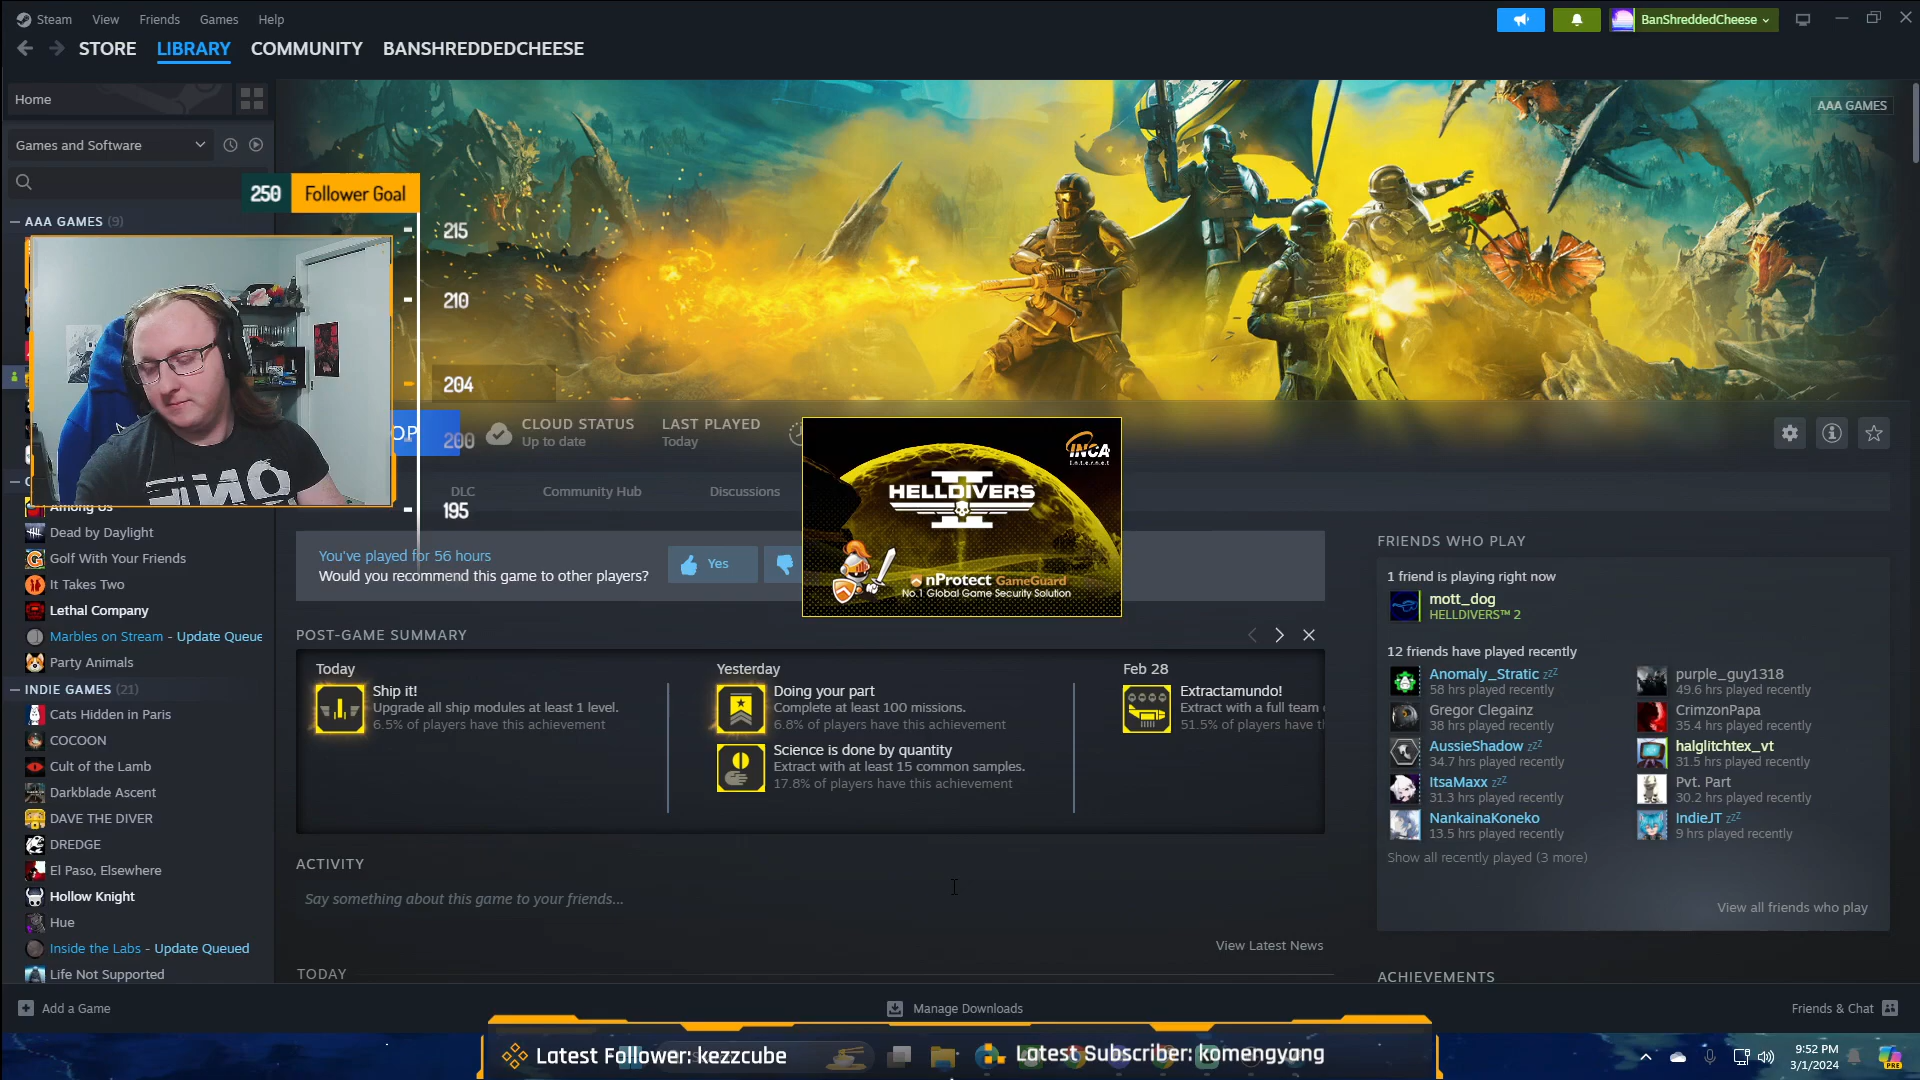 Steam View Friends Games Help
BanShreddedCheese
STORE LIBRARY COMMUNITY BANSHREDDEDCHEESE
Home
AAA GAMES
Games and Software
250 Follower Goal
AAA GAMES (9)
215
210
204
200
195
OP
CLOUD STATUS
Up to date
LAST PLAYED
Today
DLC Community Hub Discussions
INCA
Internet
HELLDIVERS
II
nProtect GameGuard
No.1 Global Game Security Solution
You've played for 56 hours
Would you recommend this game to other players?
Yes
POST-GAME SUMMARY
Today
Ship it!
Upgrade all ship modules at least 1 level.
6.5% of players have this achievement
Yesterday
Doing your part
Complete at least 100 missions.
6.8% of players have this achievement
Science is done by quantity
Extract with at least 15 common samples.
17.8% of players have this achievement
Feb 28
Extractamundo!
Extract with a full team
51.5% of players have th
ACTIVITY
Say something about this game to your friends...
View Latest News
TODAY
FRIENDS WHO PLAY
1 friend is playing right now
mott_dog
HELLDIVERS™ 2
12 friends have played recently
Anomaly_Stratic zzZ
58 hrs played recently
purple_guy1318
49.6 hrs played recently
Gregor Clegainz
38 hrs played recently
CrimzonPapa
35.4 hrs played recently
AussieShadow zzZ
34.7 hrs played recently
halglitchtex_vt
31.5 hrs played recently
ItsaMaxx zzZ
31.3 hrs played recently
Pvt. Part
30.2 hrs played recently
NankainaKoneko
13.5 hrs played recently
IndieJT zzZ
9 hrs played recently
Show all recently played (3 more)
View all friends who play
ACHIEVEMENTS
Among Us
Dead by Daylight
Golf With Your Friends
It Takes Two
Lethal Company
Marbles on Stream - Update Queue
Party Animals
INDIE GAMES (21)
Cats Hidden in Paris
COCOON
Cult of the Lamb
Darkblade Ascent
DAVE THE DIVER
DREDGE
El Paso, Elsewhere
Hollow Knight
Hue
Inside the Labs - Update Queued
Life Not Supported
Add a Game
Manage Downloads
Friends & Chat
Latest Follower: kezzcube
Latest Subscriber: komengyang
9:52 PM
3/1/2024
PRE